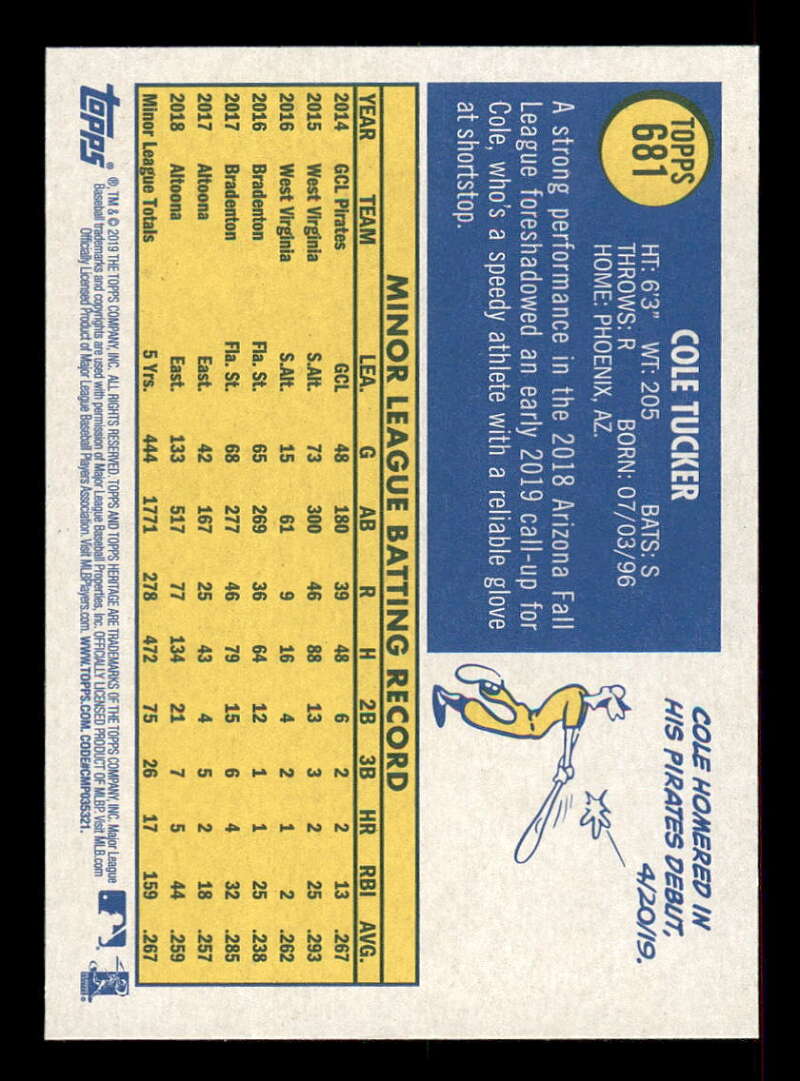 TOPPS
681
COLE TUCKER
HT: 6'3" WT: 205 BATS: S
THROWS: R BORN: 07/03/96
HOME: PHOENIX, AZ.
A strong performance in the 2018 Arizona Fall
League foreshadowed an early 2019 call-up for
Cole, who's a speedy athlete with a reliable glove
at shortstop.
COLE HOMERED IN
HIS PIRATES DEBUT,
4/20/19.
MINOR LEAGUE BATTING RECORD
YEAR TEAM LEA. G AB R H 2B 3B HR RBI AVG.
2014 GCL Pirates GCL 48 180 39 48 6 2 2 13 .267
2015 West Virginia S.Alt. 73 300 46 88 13 3 2 25 .293
2016 West Virginia S.Alt. 15 61 9 16 4 2 1 2 .262
2016 Bradenton Fla. St. 65 269 36 64 12 1 1 25 .238
2017 Bradenton Fla. St. 68 277 46 79 15 6 4 32 .285
2017 Altoona East. 42 167 25 43 4 5 2 18 .257
2018 Altoona East. 133 517 77 134 21 7 5 44 .259
Minor League Totals 5 Yrs. 444 1771 278 472 75 26 17 159 .267
topps
®, TM & © 2019 THE TOPPS COMPANY, INC. ALL RIGHTS RESERVED. TOPPS AND TOPPS HERITAGE ARE TRADEMARKS OF THE TOPPS COMPANY, INC. Major League
Baseball trademarks and copyrights are used with permission of Major League Baseball Properties, Inc. OFFICIALLY LICENSED PRODUCT OF MLBP. Visit MLB.com
Officially Licensed Product of Major League Baseball Players Association. Visit MLBPlayers.com. WWW.TOPPS.COM. CODE#CMP035321.